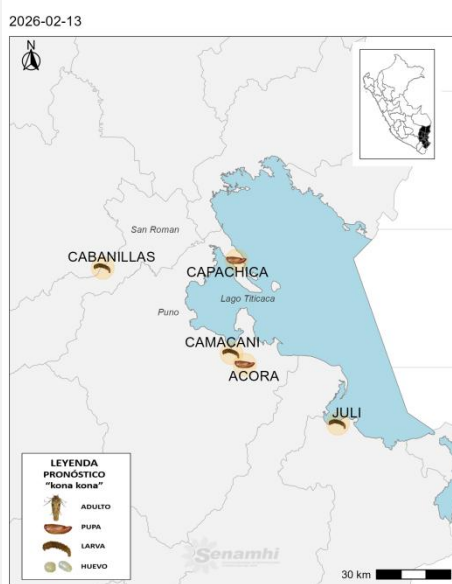 2026-02-13
N
San Roman
CABANILLAS
CAPACHICA
Lago Titicaca
Puno
CAMACANI
ACORA
JULI
LEYENDA
PRONÓSTICO
"kona kona"
ADULTO
PUPA
LARVA
HUEVO
Senamhi
30 km